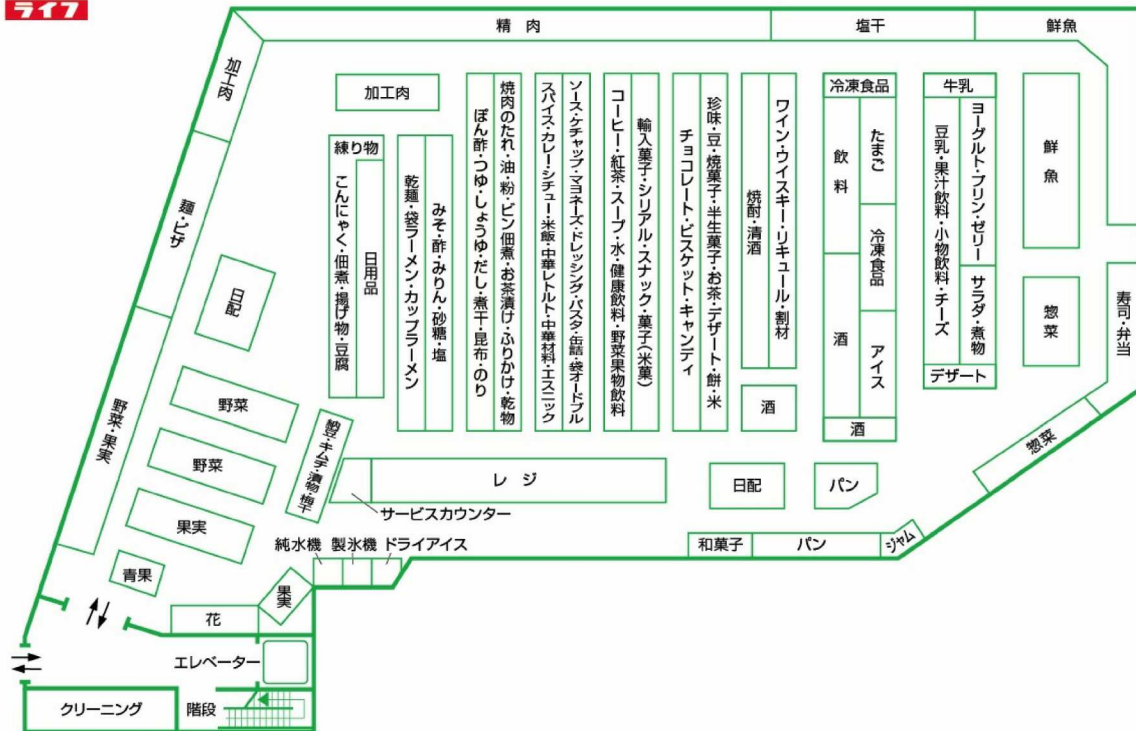 ライフ
精肉
塩干
鮮魚
加工肉
加工肉
冷凍食品
牛乳
麺・ピザ
練り物
こんにゃく・佃煮・揚げ物・豆腐
日用品
乾麺・袋ラーメン・カップラーメン
みそ・酢・みりん・砂糖・塩
ぽん酢・つゆ・しょうゆ・だし・煮干・昆布・のり
焼肉のたれ・油・粉・ビン佃煮・お茶漬け・ふりかけ・乾物
スパイス・カレー・シチュー・米飯・中華レトルト・中華材料・エスニック
ソース・ケチャップ・マヨネーズ・ドレッシング・パスタ・缶詰・袋オードブル
コーヒー・紅茶・スープ・水・健康飲料・野菜果物飲料
輸入菓子・シリアル・スナック・菓子(米菓)
チョコレート・ビスケット・キャンディ
珍味・豆・焼菓子・半生菓子・お茶・デザート・餅・米
焼酎・清酒
ワイン・ウイスキー・リキュール・割材
酒
飲料
たまご
冷凍食品
酒
アイス
酒
豆乳・果汁飲料・小物飲料・チーズ
ヨーグルト・プリン・ゼリー
サラダ・煮物
デザート
鮮魚
惣菜
寿司・弁当
惣菜
日配
野菜・果実
野菜
野菜
果実
青果
納豆・キムチ・漬物・梅干
レジ
サービスカウンター
日配
パン
和菓子
パン
ジャム
純水機
製氷機
ドライアイス
果実
花
エレベーター
クリーニング
階段